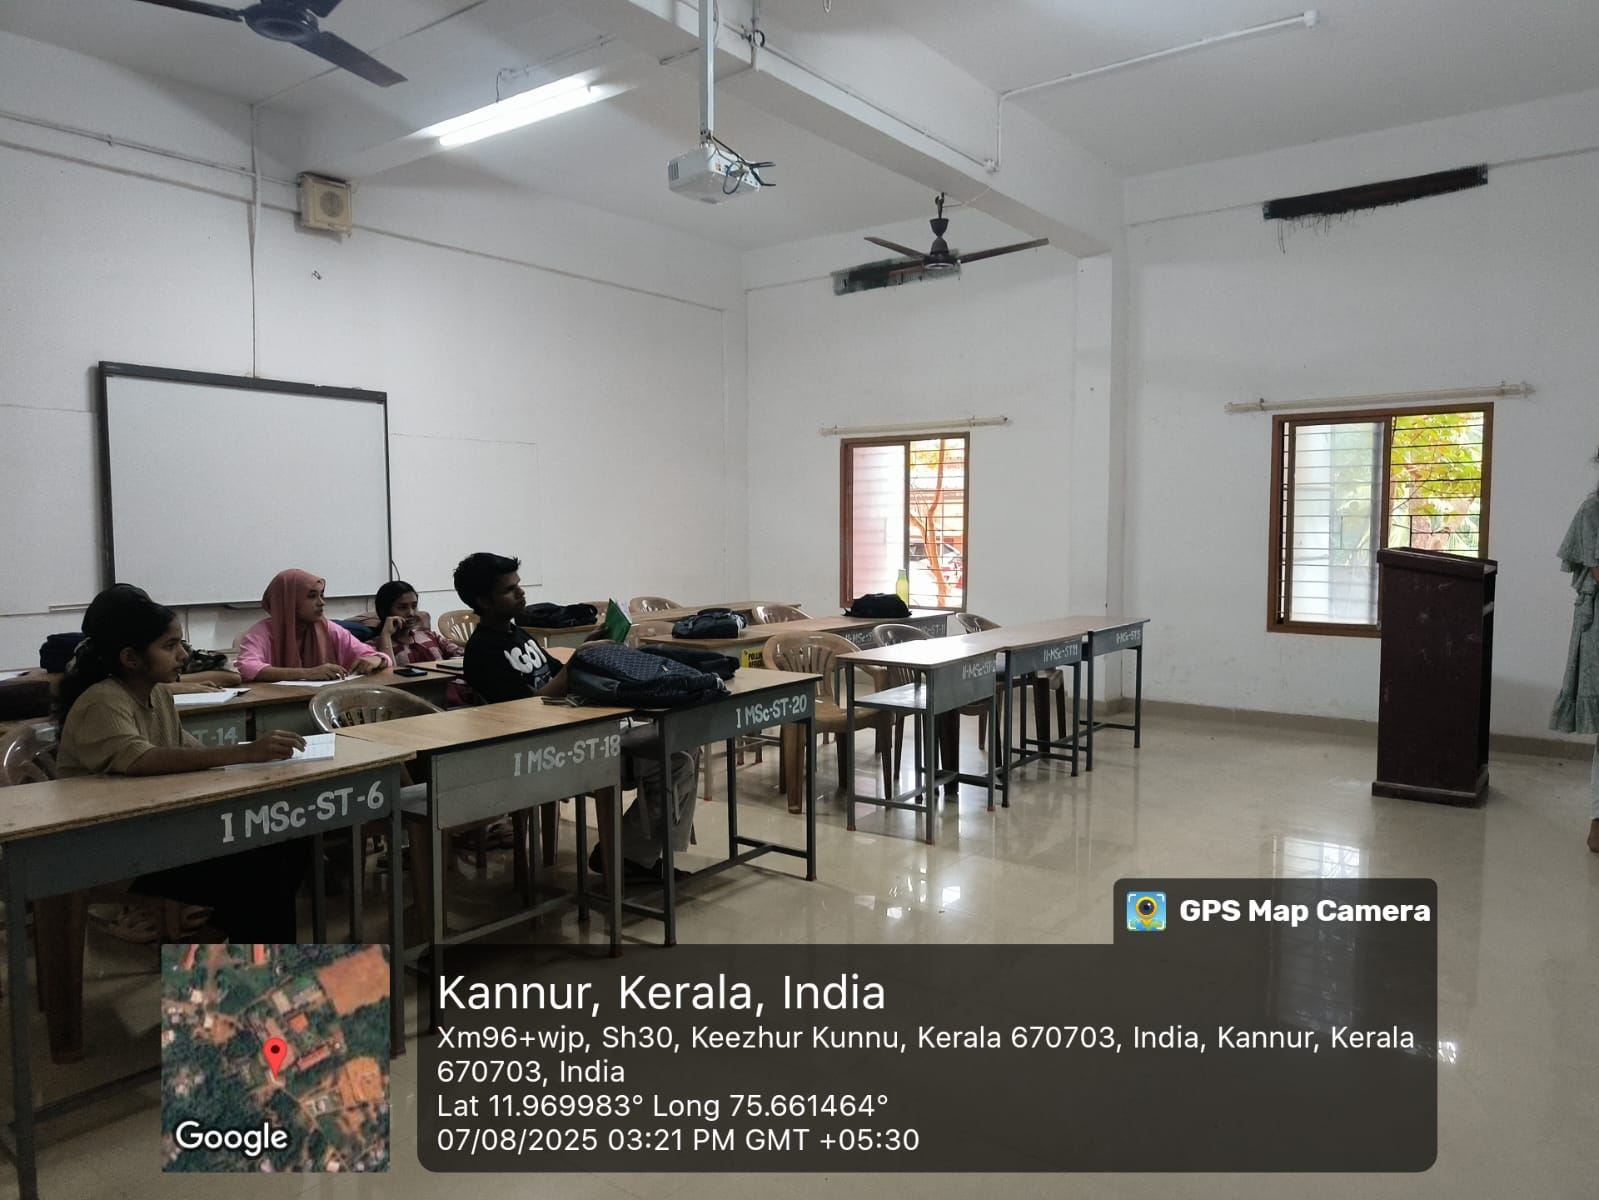 I MSc-ST-20
I MSc-ST-18
T-14
I MSc-ST-6
GPS Map Camera
Kannur, Kerala, India
Xm96+wjp, Sh30, Keezhur Kunnu, Kerala 670703, India, Kannur, Kerala
670703, India
Lat 11.969983° Long 75.661464°
07/08/2025 03:21 PM GMT +05:30
Google